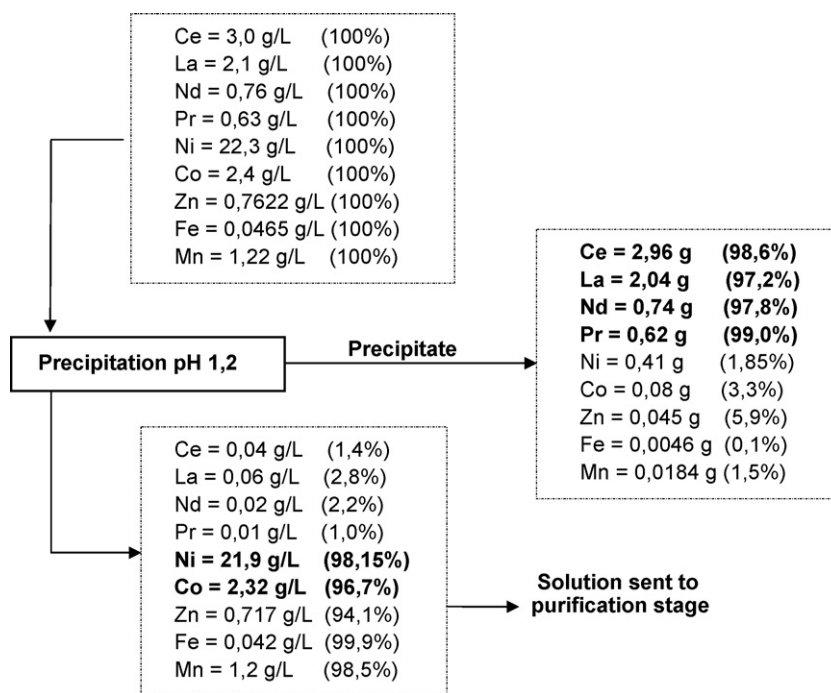 Ce = 3,0 g/L (100%)
La = 2,1 g/L (100%)
Nd = 0,76 g/L (100%)
Pr = 0,63 g/L (100%)
Ni = 22,3 g/L (100%)
Co = 2,4 g/L (100%)
Zn = 0,7622 g/L (100%)
Fe = 0,0465 g/L (100%)
Mn = 1,22 g/L (100%)
Precipitation pH 1,2
Precipitate
Ce = 2,96 g (98,6%)
La = 2,04 g (97,2%)
Nd = 0,74 g (97,8%)
Pr = 0,62 g (99,0%)
Ni = 0,41 g (1,85%)
Co = 0,08 g (3,3%)
Zn = 0,045 g (5,9%)
Fe = 0,0046 g (0,1%)
Mn = 0,0184 g (1,5%)
Ce = 0,04 g/L (1,4%)
La = 0,06 g/L (2,8%)
Nd = 0,02 g/L (2,2%)
Pr = 0,01 g/L (1,0%)
Ni = 21,9 g/L (98,15%)
Co = 2,32 g/L (96,7%)
Zn = 0,717 g/L (94,1%)
Fe = 0,042 g/L (99,9%)
Mn = 1,2 g/L (98,5%)
Solution sent to
purification stage